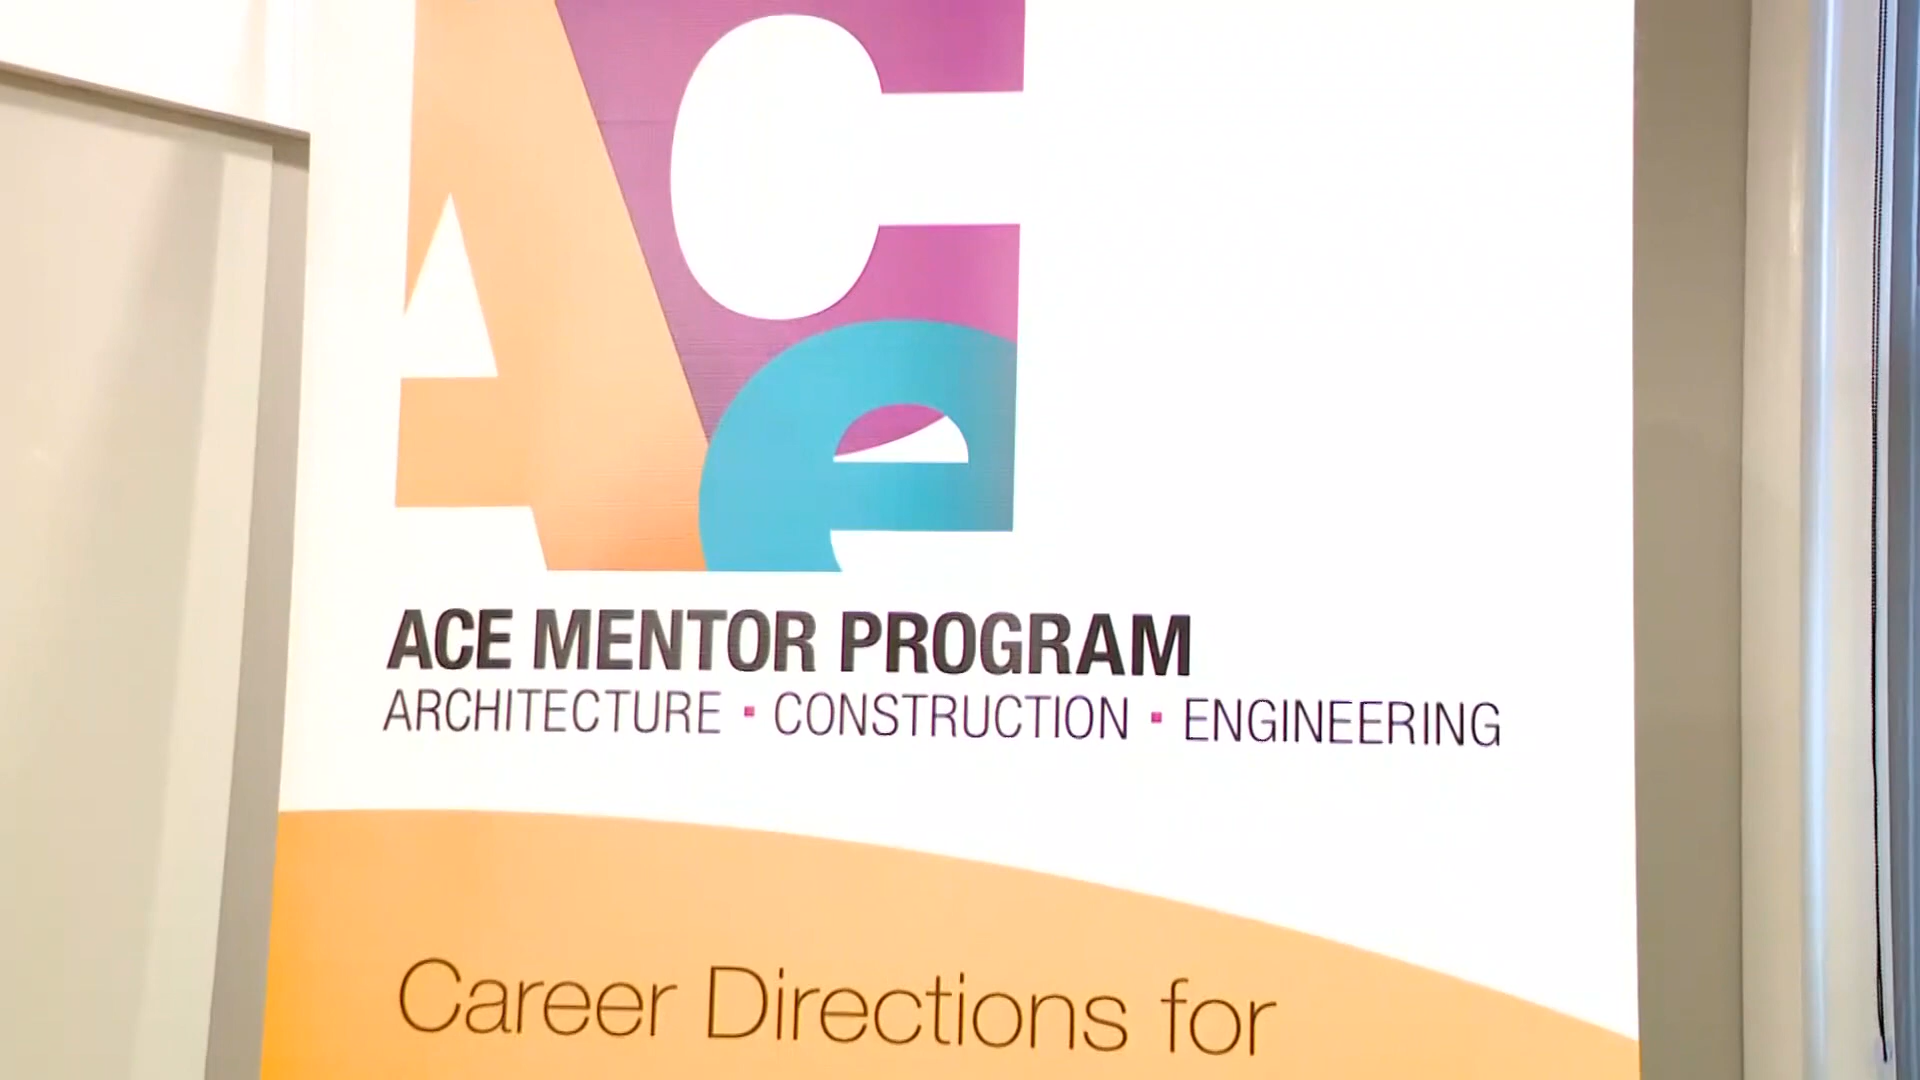 ACe
ACE MENTOR PROGRAM
ARCHITECTURE ▪ CONSTRUCTION ▪ ENGINEERING
Career Directions for